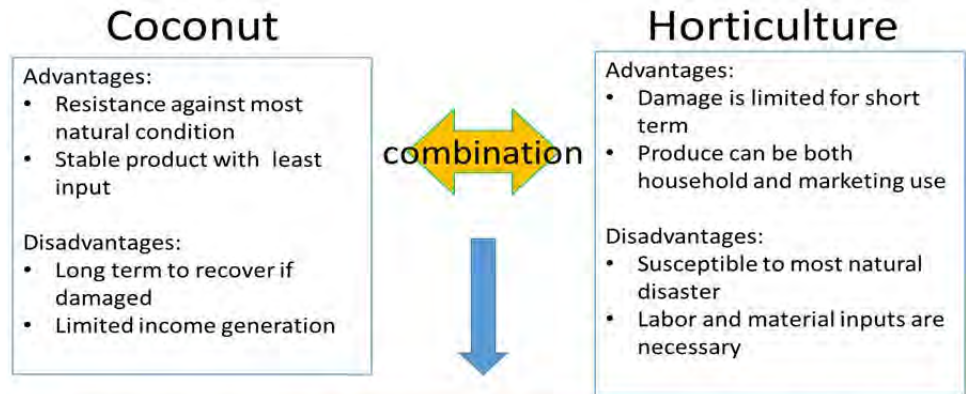 Coconut
Advantages:
• Resistance against most
natural condition
• Stable product with least
input
Disadvantages:
• Long term to recover if
damaged
• Limited income generation
combination
Horticulture
Advantages:
• Damage is limited for short
term
• Produce can be both
household and marketing use
Disadvantages:
• Susceptible to most natural
disaster
• Labor and material inputs are
necessary